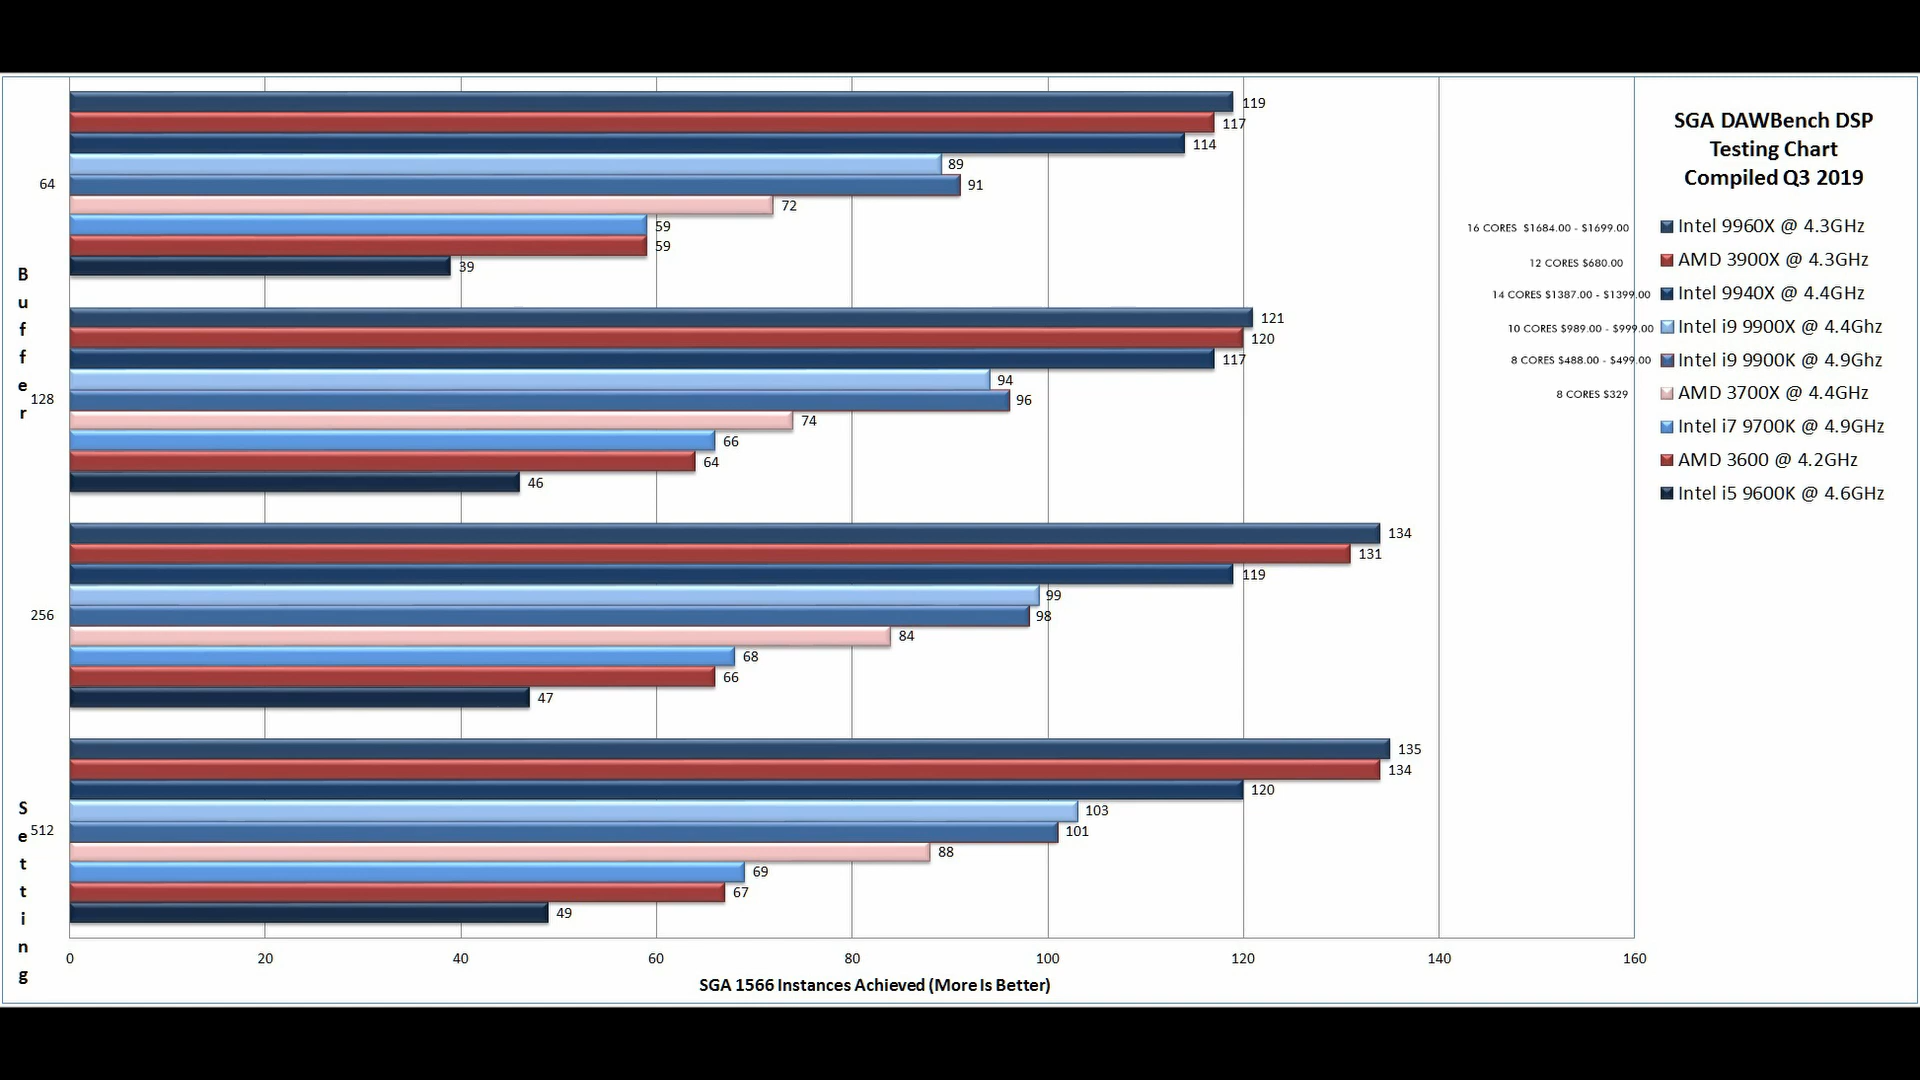 SGA DAWBench DSP
Testing Chart
Compiled Q3 2019
16 CORES $1684.00 - $1699.00
Intel 9960X @ 4.3GHz
12 CORES $680.00
AMD 3900X @ 4.3GHz
14 CORES $1387.00 - $1399.00
Intel 9940X @ 4.4GHz
10 CORES $989.00 - $999.00
Intel i9 9900X @ 4.4Ghz
8 CORES $488.00 - $499.00
Intel i9 9900K @ 4.9Ghz
8 CORES $329
AMD 3700X @ 4.4GHz
Intel i7 9700K @ 4.9GHz
AMD 3600 @ 4.2GHz
Intel i5 9600K @ 4.6GHz
Buffer
Setting
64
119
117
114
89
91
72
59
59
39
128
121
120
117
94
96
74
66
64
46
256
134
131
119
99
98
84
68
66
47
512
135
134
120
103
101
88
69
67
49
0 20 40 60 80 100 120 140 160
SGA 1566 Instances Achieved (More Is Better)